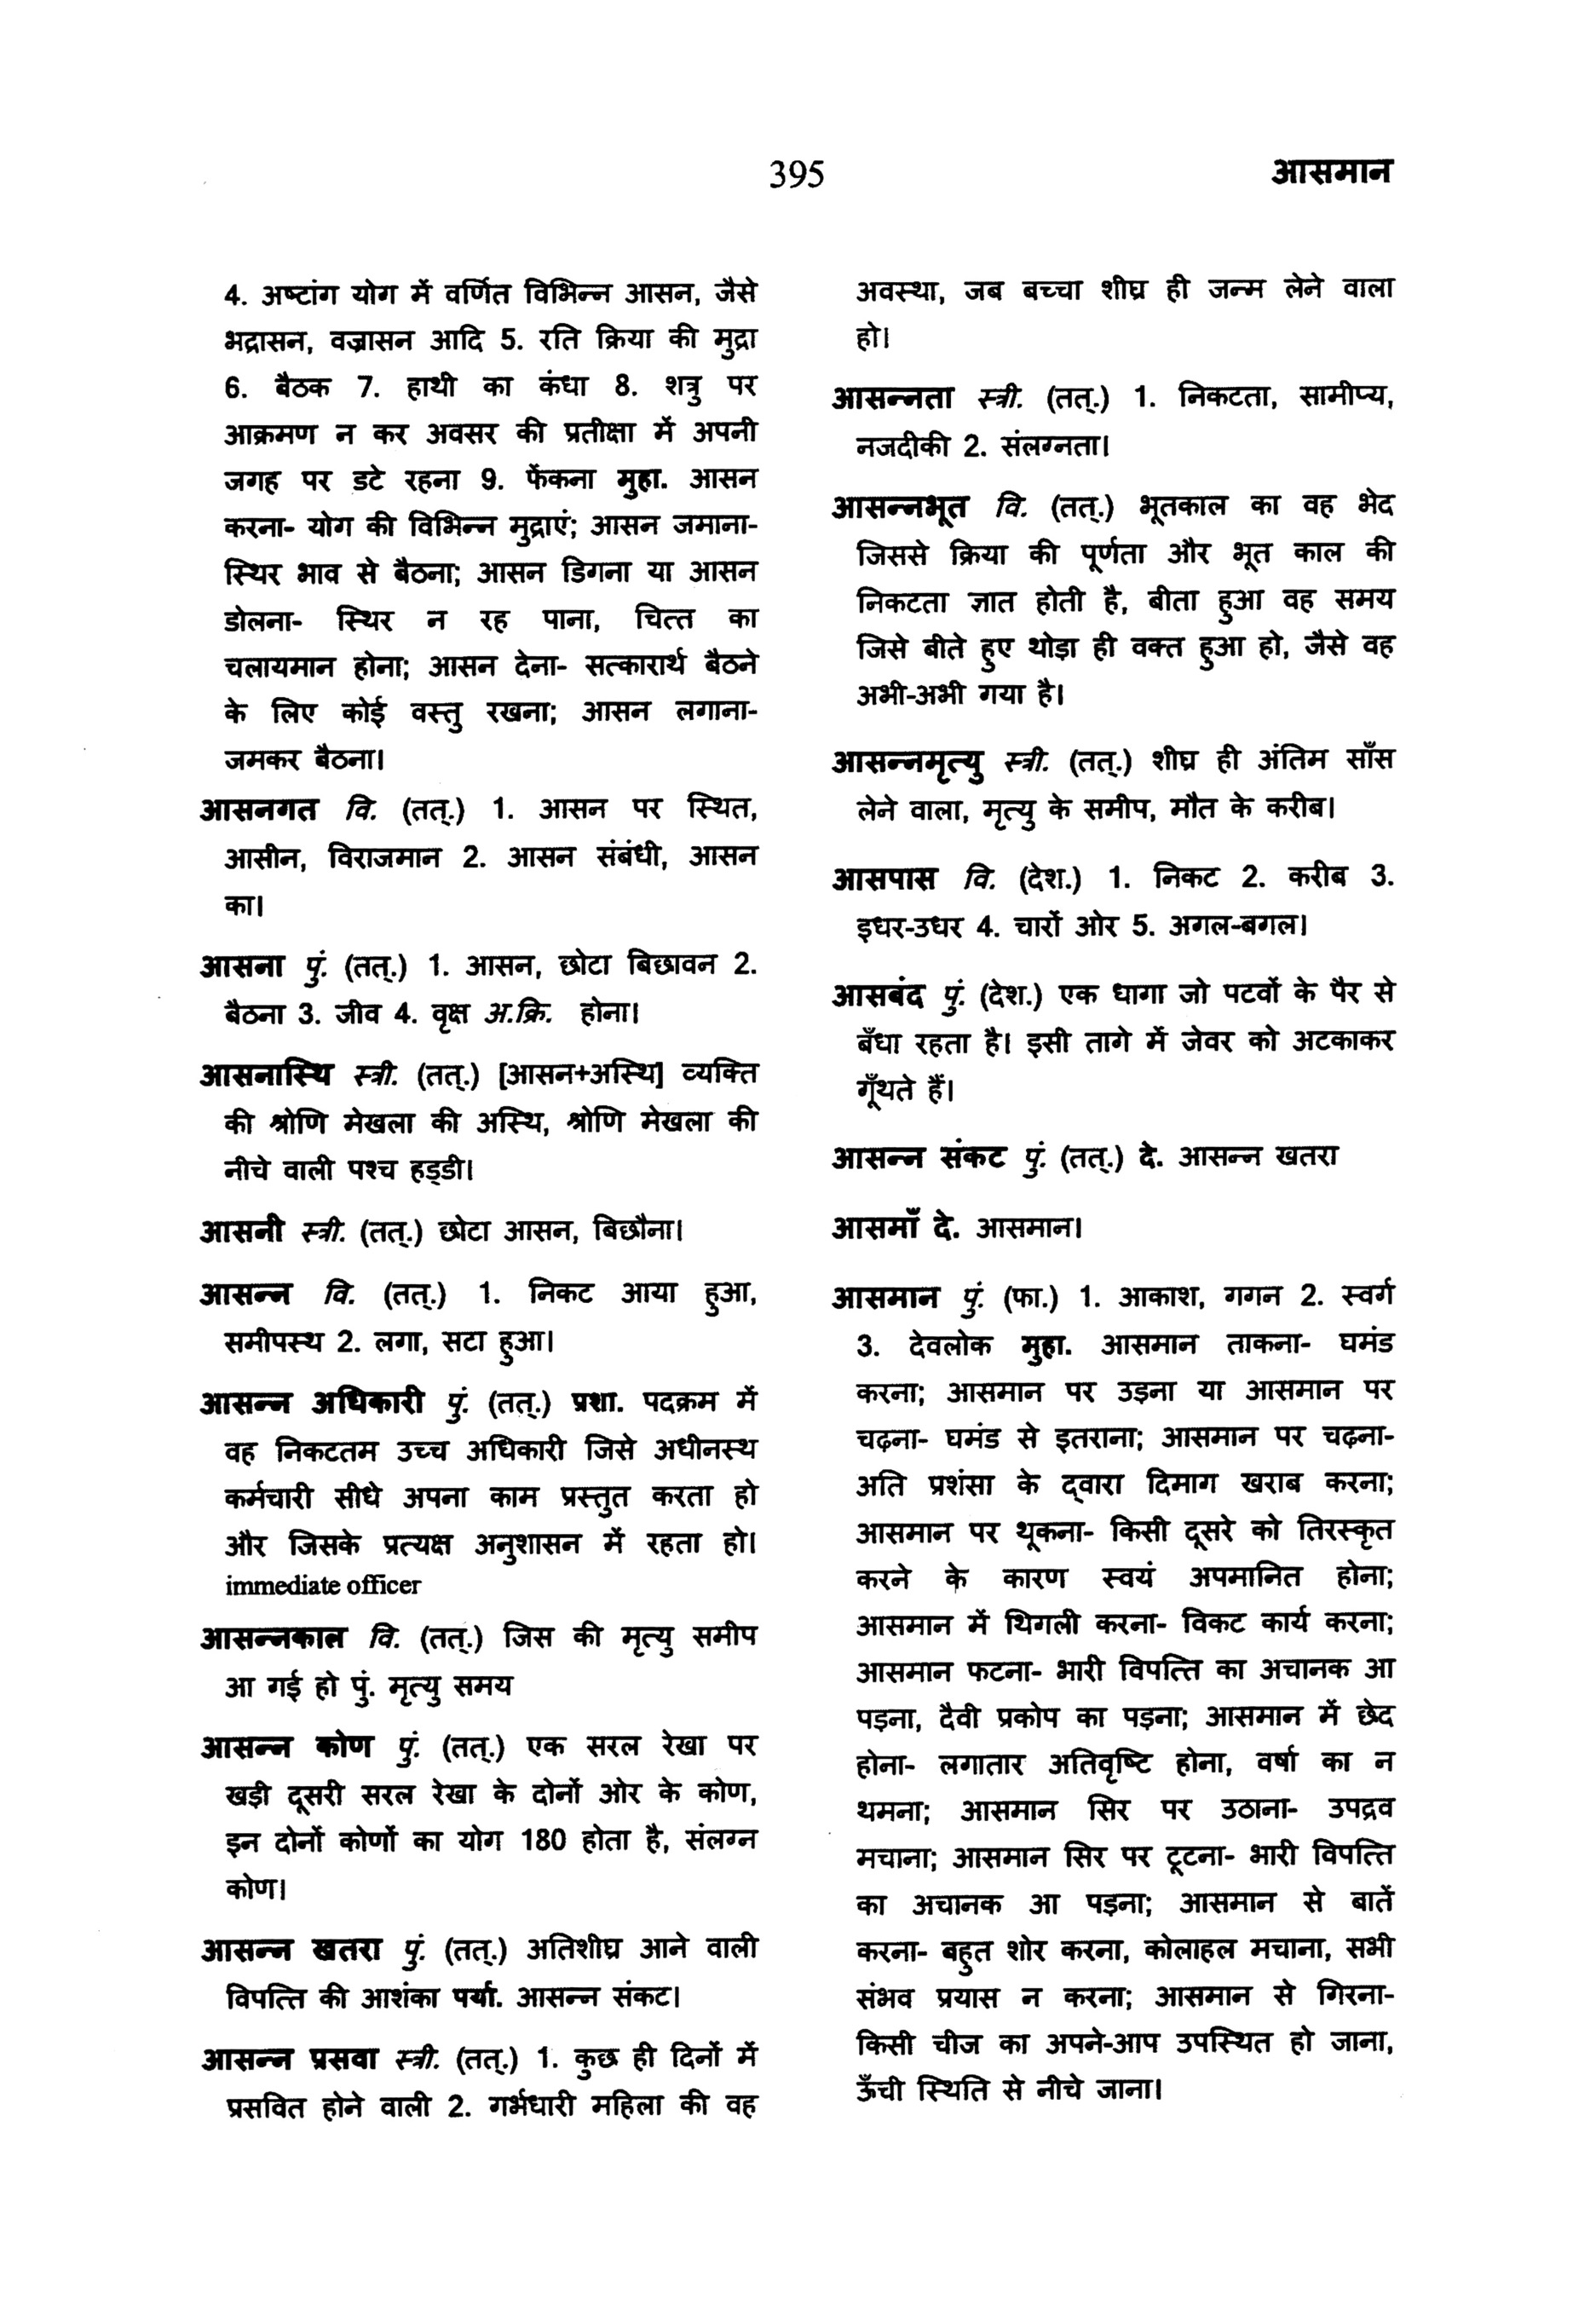 395
आसमान
4. अष्टांग योग में वर्णित विभिन्न आसन, जैसे
भद्रासन, वज्रासन आदि 5. रति क्रिया की मुद्रा
6. बैठक 7. हाथी का कंधा 8. शत्रु पर
आक्रमण न कर अवसर की प्रतीक्षा में अपनी
जगह पर डटे रहना 9. फेंकना मुहा. आसन
करना- योग की विभिन्न मुद्राएं; आसन जमाना-
स्थिर भाव से बैठना; आसन डिगना या आसन
डोलना- स्थिर न रह पाना, चित्त का
चलायमान होना; आसन देना- सत्कारार्थ बैठने
के लिए कोई वस्तु रखना; आसन लगाना-
जमकर बैठना।
आसनगत वि. (तत्.) 1. आसन पर स्थित,
आसीन, विराजमान 2. आसन संबंधी, आसन
का।
आसना पुं. (तत्.) 1. आसन, छोटा बिछावन 2.
बैठना 3. जीव 4. वृक्ष अ.क्रि. होना।
आसनास्थि स्त्री. (तत्.) [आसन+अस्थि] व्यक्ति
की श्रोणि मेखला की अस्थि, श्रोणि मेखला की
नीचे वाली पश्च हड्डी।
आसनी स्त्री. (तत्.) छोटा आसन, बिछौना।
आसन्न वि. (तत्.) 1. निकट आया हुआ,
समीपस्थ 2. लगा, सटा हुआ।
आसन्न अधिकारी पुं. (तत्.) प्रशा. पदक्रम में
वह निकटतम उच्च अधिकारी जिसे अधीनस्थ
कर्मचारी सीधे अपना काम प्रस्तुत करता हो
और जिसके प्रत्यक्ष अनुशासन में रहता हो।
immediate officer
आसन्नकाल वि. (तत्.) जिस की मृत्यु समीप
आ गई हो पुं. मृत्यु समय
आसन्न कोण पुं. (तत्.) एक सरल रेखा पर
खड़ी दूसरी सरल रेखा के दोनों ओर के कोण,
इन दोनों कोणों का योग 180 होता है, संलग्न
कोण।
आसन्न खतरा पुं. (तत्.) अतिशीघ्र आने वाली
विपत्ति की आशंका पर्या. आसन्न संकट।
आसन्न प्रसवा स्त्री. (तत्.) 1. कुछ ही दिनों में
प्रसवित होने वाली 2. गर्भधारी महिला की वह
अवस्था, जब बच्चा शीघ्र ही जन्म लेने वाला
हो।
आसन्नता स्त्री. (तत्.) 1. निकटता, सामीप्य,
नजदीकी 2. संलग्नता।
आसन्नभूत वि. (तत्.) भूतकाल का वह भेद
जिससे क्रिया की पूर्णता और भूत काल की
निकटता ज्ञात होती है, बीता हुआ वह समय
जिसे बीते हुए थोड़ा ही वक्त हुआ हो, जैसे वह
अभी-अभी गया है।
आसन्नमृत्यु स्त्री. (तत्.) शीघ्र ही अंतिम साँस
लेने वाला, मृत्यु के समीप, मौत के करीब।
आसपास वि. (देश.) 1. निकट 2. करीब 3.
इधर-उधर 4. चारों ओर 5. अगल-बगल।
आसबंद पुं. (देश.) एक धागा जो पटवों के पैर से
बँधा रहता है। इसी तागे में जेवर को अटकाकर
गूँथते हैं।
आसन्न संकट पुं. (तत्.) दे. आसन्न खतरा
आसमाँ दे. आसमान।
आसमान पुं. (फा.) 1. आकाश, गगन 2. स्वर्ग
3. देवलोक मुहा. आसमान ताकना- घमंड
करना; आसमान पर उड़ना या आसमान पर
चढ़ना- घमंड से इतराना; आसमान पर चढ़ना-
अति प्रशंसा के द्वारा दिमाग खराब करना;
आसमान पर थूकना- किसी दूसरे को तिरस्कृत
करने के कारण स्वयं अपमानित होना;
आसमान में थिगली करना- विकट कार्य करना;
आसमान फटना- भारी विपत्ति का अचानक आ
पड़ना, दैवी प्रकोप का पड़ना; आसमान में छेद
होना- लगातार अतिवृष्टि होना, वर्षा का न
थमना; आसमान सिर पर उठाना- उपद्रव
मचाना; आसमान सिर पर टूटना- भारी विपत्ति
का अचानक आ पड़ना; आसमान से बातें
करना- बहुत शोर करना, कोलाहल मचाना, सभी
संभव प्रयास न करना; आसमान से गिरना-
किसी चीज का अपने-आप उपस्थित हो जाना,
ऊँची स्थिति से नीचे जाना।